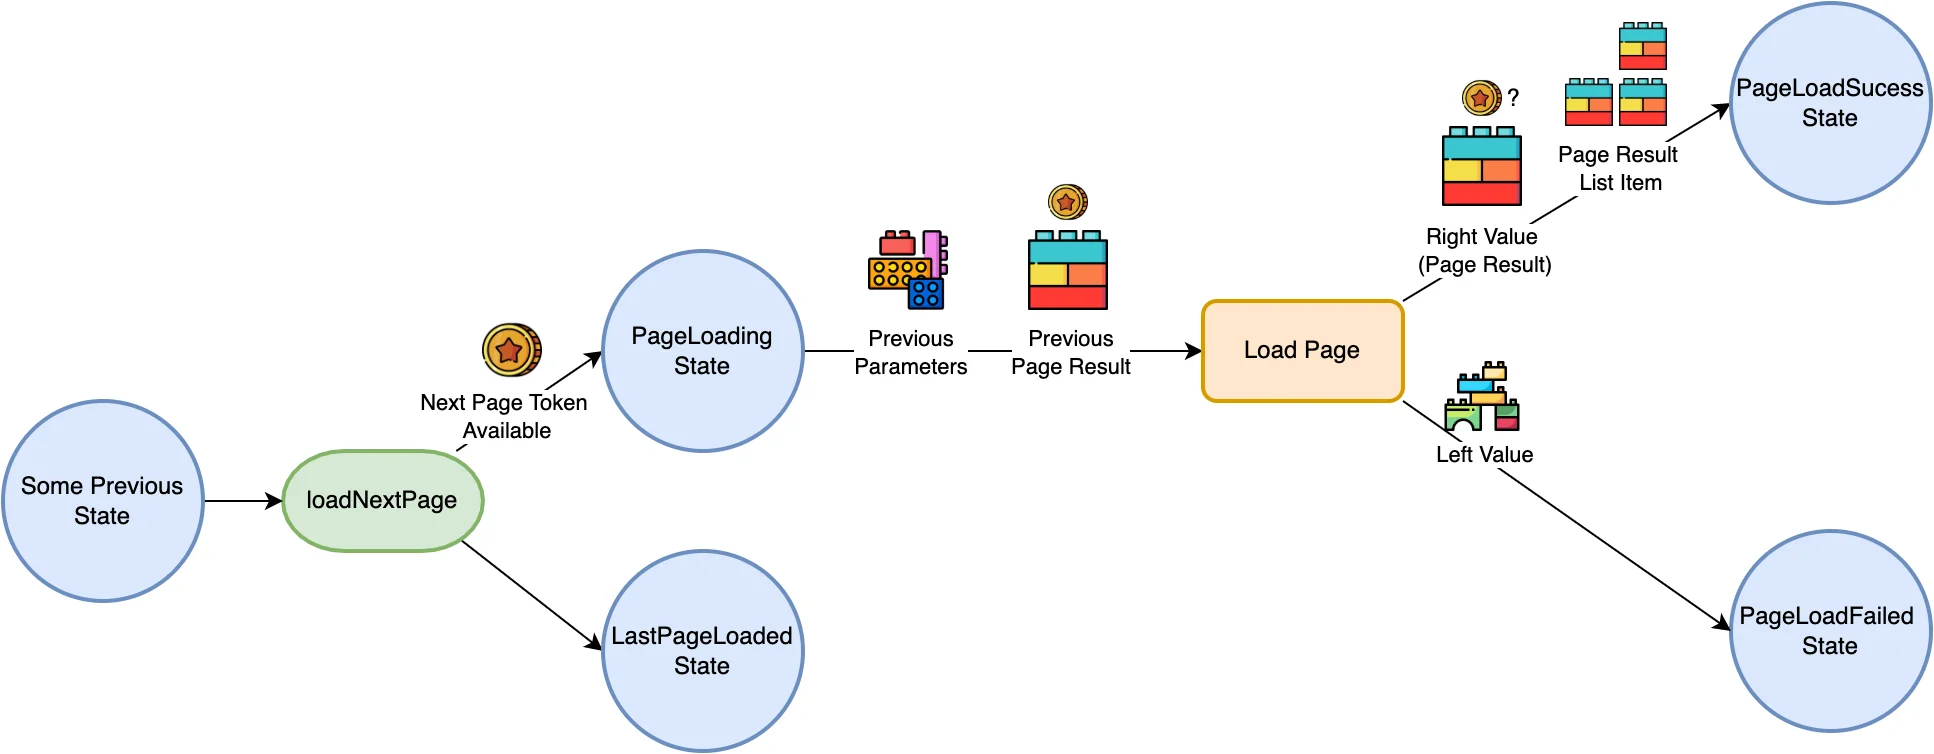 Some Previous
State
loadNextPage
Next Page Token
Available
PageLoading
State
LastPageLoaded
State
Previous
Parameters
Previous
Page Result
Load Page
?
Right Value
(Page Result)
Page Result
List Item
PageLoadSucess
State
Left Value
PageLoadFailed
State